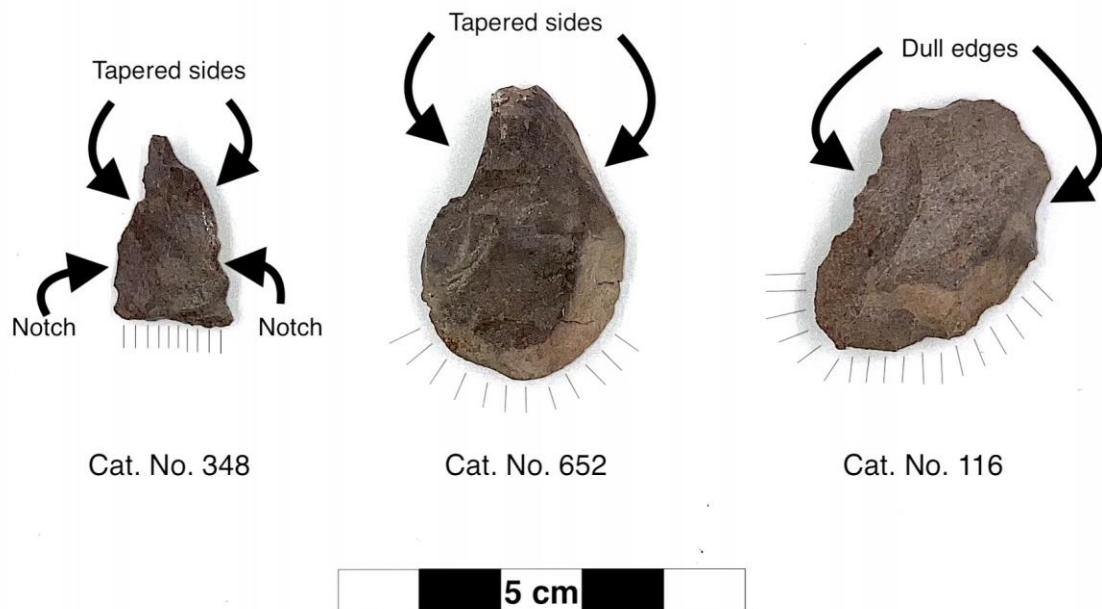 Tapered sides
Tapered sides
Dull edges
Notch
Notch
Cat. No. 348
Cat. No. 652
Cat. No. 116
5 cm